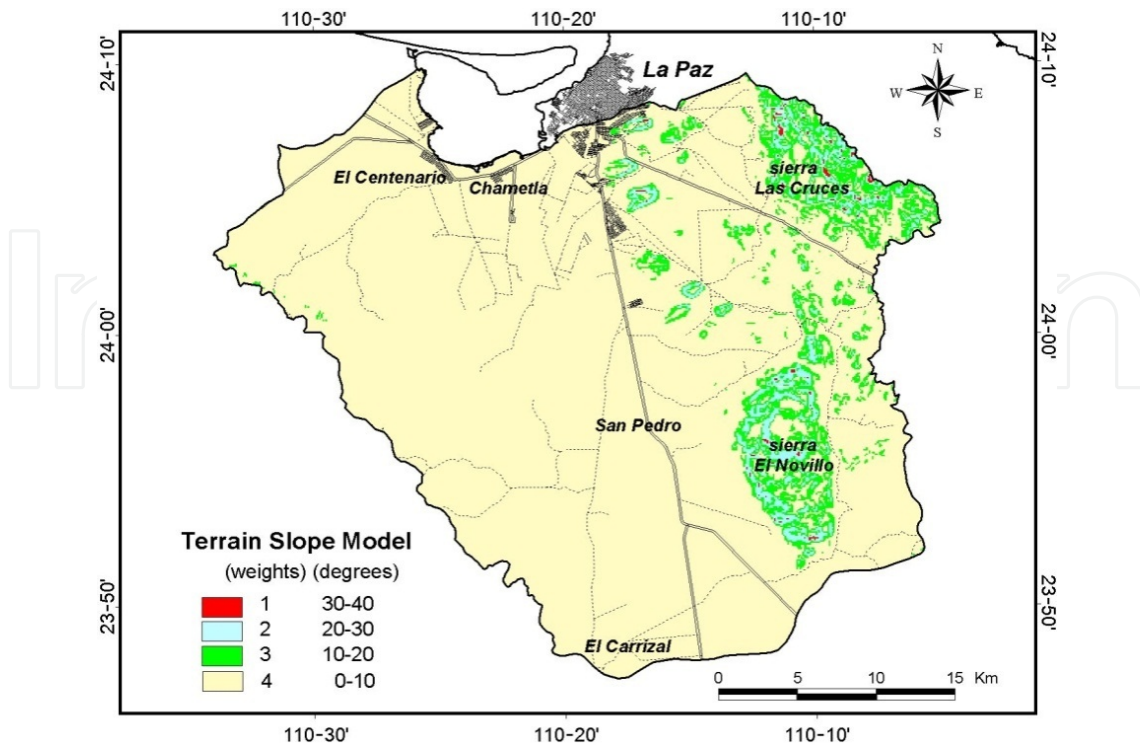 110-30' 110-20' 110-10'
24-10'
24-10'
La Paz
N
W E
S
El Centenario
Chametla
sierra
Las Cruces
24-00'
24-00'
San Pedro
sierra
El Novillo
Terrain Slope Model
(weights) (degrees)
1 30-40
2 20-30
3 10-20
4 0-10
23-50'
23-50'
El Carrizal
0 5 10 15 Km
110-30' 110-20' 110-10'